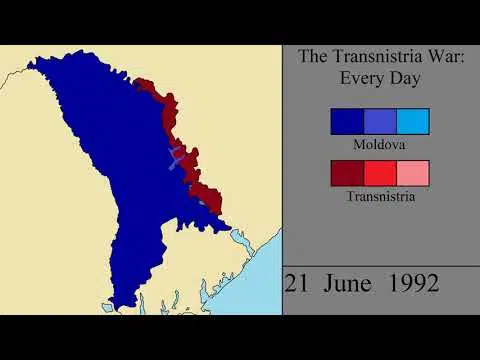 The Transnistria War:
Every Day
Moldova
Transnistria
21 June 1992